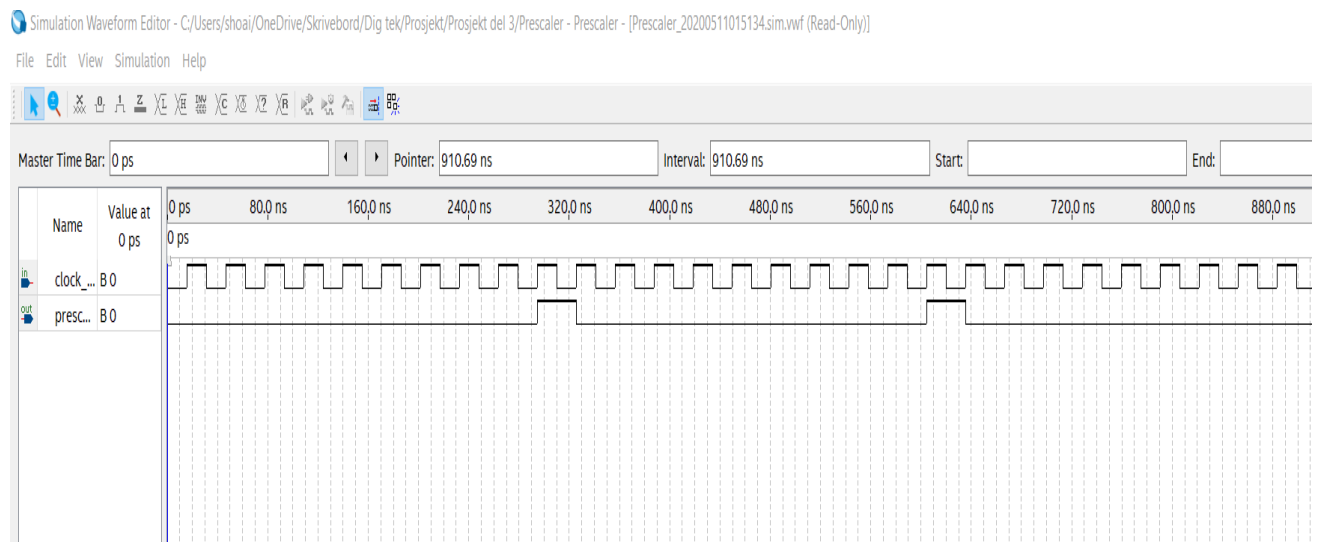 Simulation Waveform Editor - C:/Users/shoai/OneDrive/Skrivebord/Dig tek/Prosjekt/Prosjekt del 3/Prescaler - Prescaler - [Prescaler_20200511015134.sim.vwf (Read-Only)]
File Edit View Simulation Help
Master Time Bar: 0 ps Pointer: 910.69 ns Interval: 910.69 ns Start: End:
Name Value at 0 ps
0 ps 80.0 ns 160.0 ns 240.0 ns 320.0 ns 400.0 ns 480.0 ns 560.0 ns 640.0 ns 720.0 ns 800.0 ns 880.0 ns
0 ps
in clock_... B 0
out presc... B 0